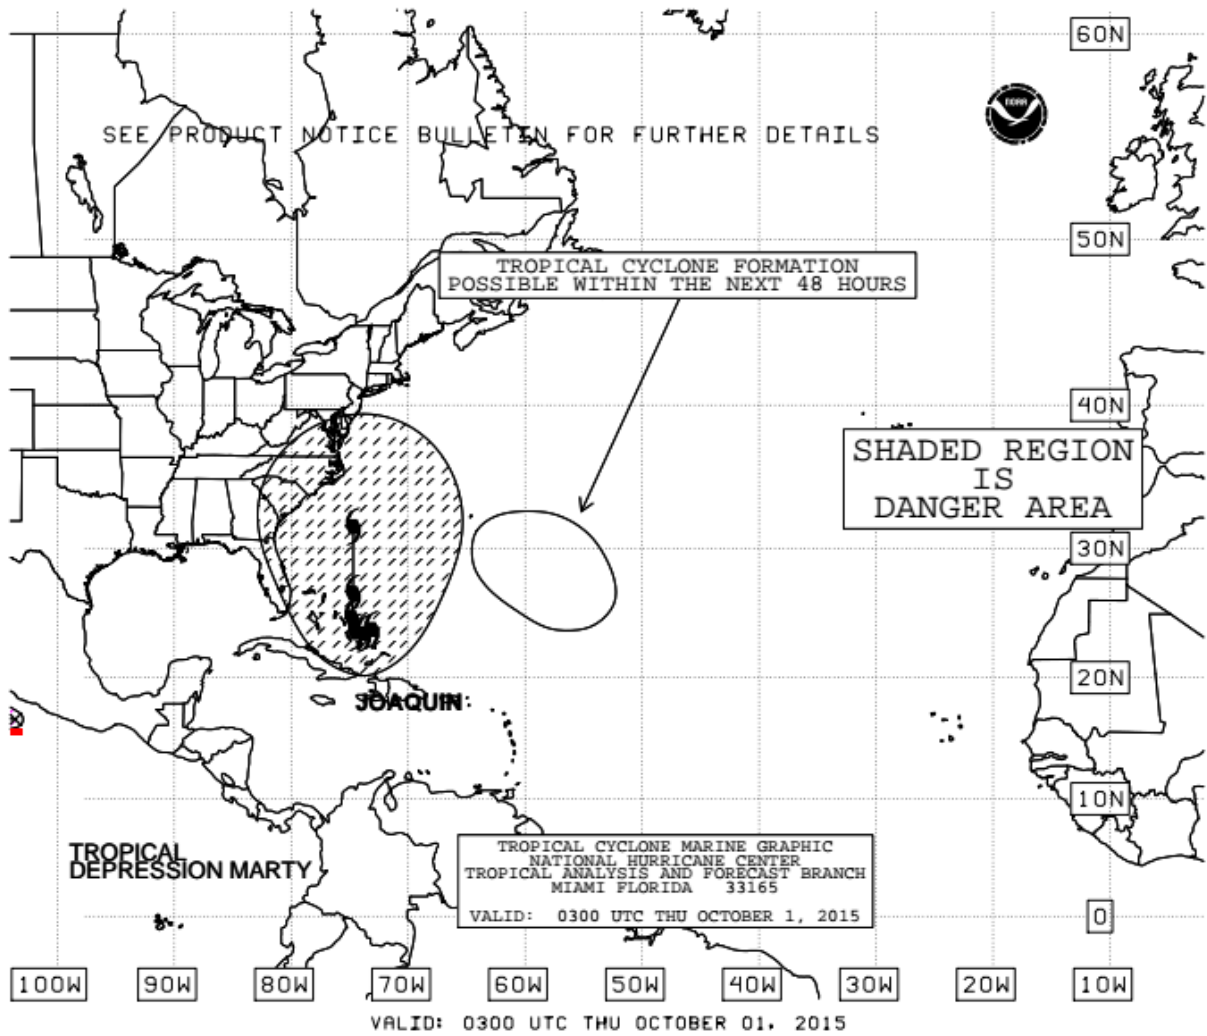 60N
NOAA
SEE PRODUCT NOTICE BULLETIN FOR FURTHER DETAILS
50N
TROPICAL CYCLONE FORMATION
POSSIBLE WITHIN THE NEXT 48 HOURS
40N
SHADED REGION
IS
DANGER AREA
30N
20N
JOAQUIN
10N
TROPICAL
DEPRESSION MARTY
TROPICAL CYCLONE MARINE GRAPHIC
NATIONAL HURRICANE CENTER
TROPICAL ANALYSIS AND FORECAST BRANCH
MIAMI FLORIDA 33165
VALID: 0300 UTC THU OCTOBER 1, 2015
0
100W 90W 80W 70W 60W 50W 40W 30W 20W 10W
VALID: 0300 UTC THU OCTOBER 01, 2015